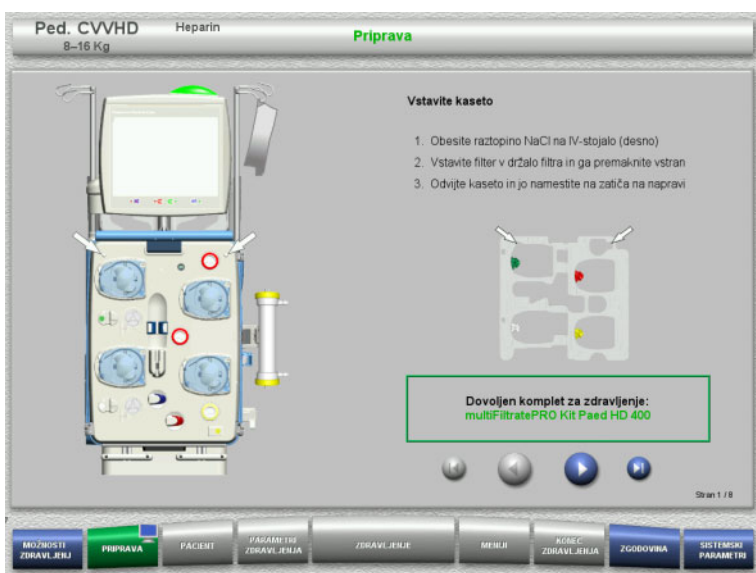 Ped. CVVHD
Heparin
8–16 Kg
Priprava
Vstavite kaseto
1. Obesite raztopino NaCl na IV-stojalo (desno)
2. Vstavite filter v držalo filtra in ga premaknite vstran
3. Odvijte kaseto in jo namestite na zatiča na napravi
Dovoljen komplet za zdravljenje:
multiFiltratePRO Kit Paed HD 400
Stran 1 / 8
MOŽNOSTI
ZDRAVLJENJ
PRIPRAVA
PACIENT
PARAMETRI
ZDRAVLJENJA
ZDRAVLJENJE
MENIJI
KONEC
ZDRAVLJENJA
ZGODOVINA
SISTEMSKI
PARAMETRI